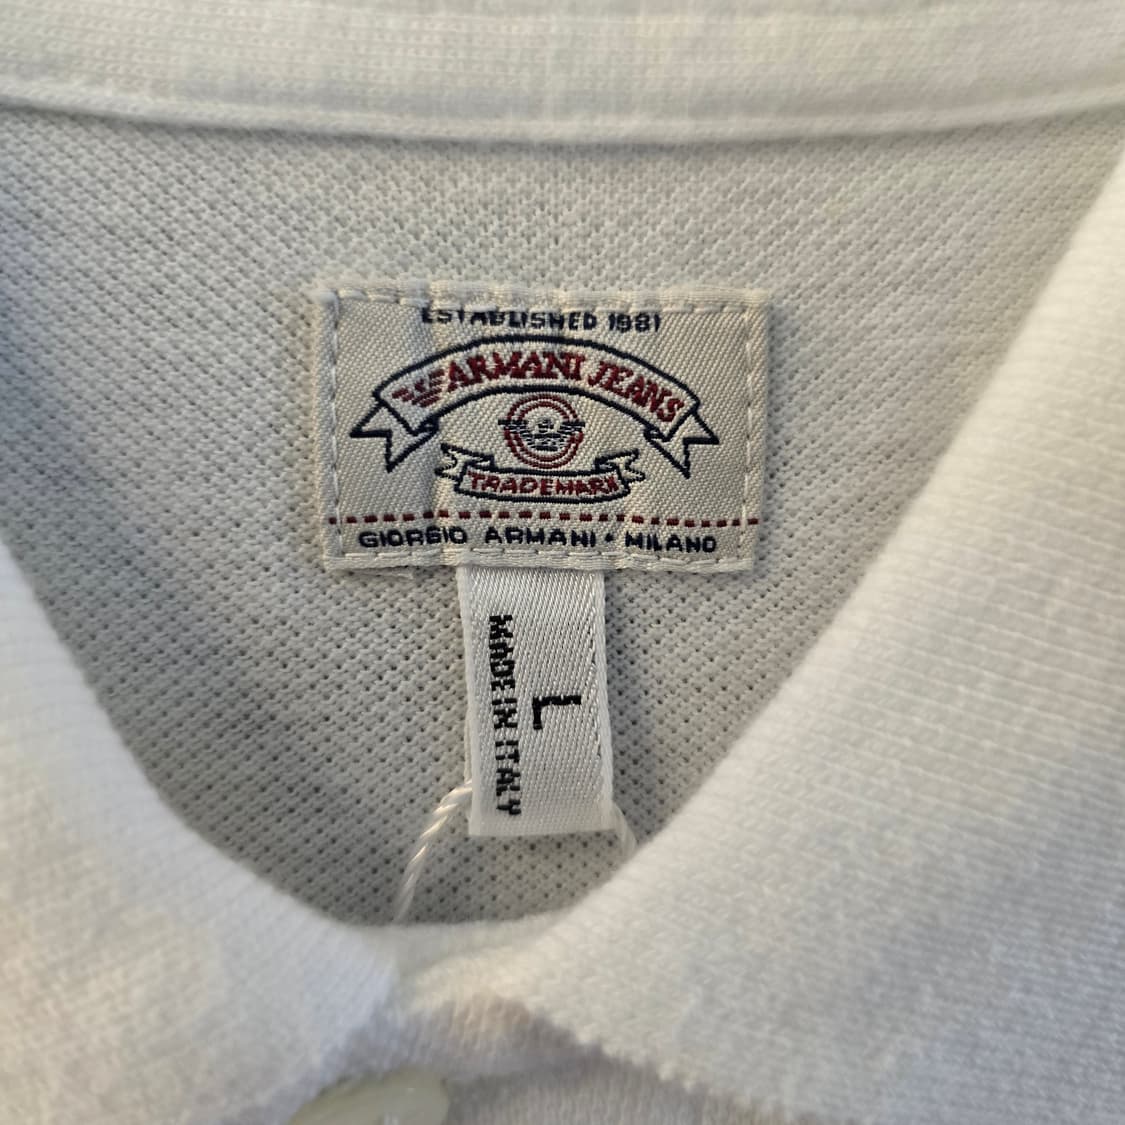 ESTABLISHED 1981
ARMANI JEANS
TRADEMARK
GIORGIO ARMANI • MILANO
L
MADE IN ITALY